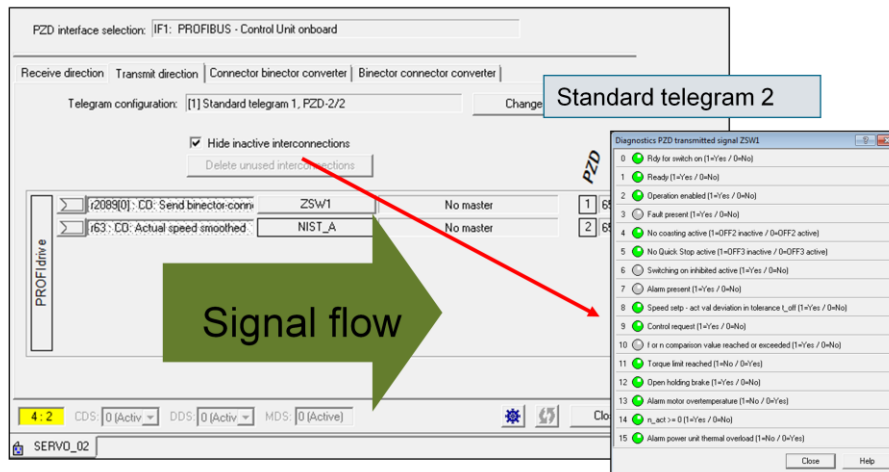 PZD interface selection: IF1: PROFIBUS - Control Unit onboard
Receive direction Transmit direction Connector binector converter Binector connector converter
Telegram configuration: [1] Standard telegram 1, PZD-2/2 Change
Standard telegram 2
Hide inactive interconnections
Delete unused interconnections
PZD
PROFIdrive
r2089[0] : CO: Send binector-conn ZSW1 No master 1
r63 : CO: Actual speed smoothed NIST_A No master 2
Signal flow
4 : 2 CDS: 0 (Activ DDS: 0 (Activ MDS: 0 (Active) Clo
SERVO_02
Diagnostics PZD transmitted signal ZSW1
0 Rdy for switch on (1=Yes / 0=No)
1 Ready (1=Yes / 0=No)
2 Operation enabled (1=Yes / 0=No)
3 Fault present (1=Yes / 0=No)
4 No coasting active (1=OFF2 inactive / 0=OFF2 active)
5 No Quick Stop active (1=OFF3 inactive / 0=OFF3 active)
6 Switching on inhibited active (1=Yes / 0=No)
7 Alarm present (1=Yes / 0=No)
8 Speed setp - act val deviation in tolerance t_off (1=Yes / 0=No)
9 Control request (1=Yes / 0=No)
10 f or n comparison value reached or exceeded (1=Yes / 0=No)
11 Torque limit reached (1=No / 0=Yes)
12 Open holding brake (1=Yes / 0=No)
13 Alarm motor overtemperature (1=No / 0=Yes)
14 n_act >= 0 (1=Yes / 0=No)
15 Alarm power unit thermal overload (1=No / 0=Yes)
Close Help